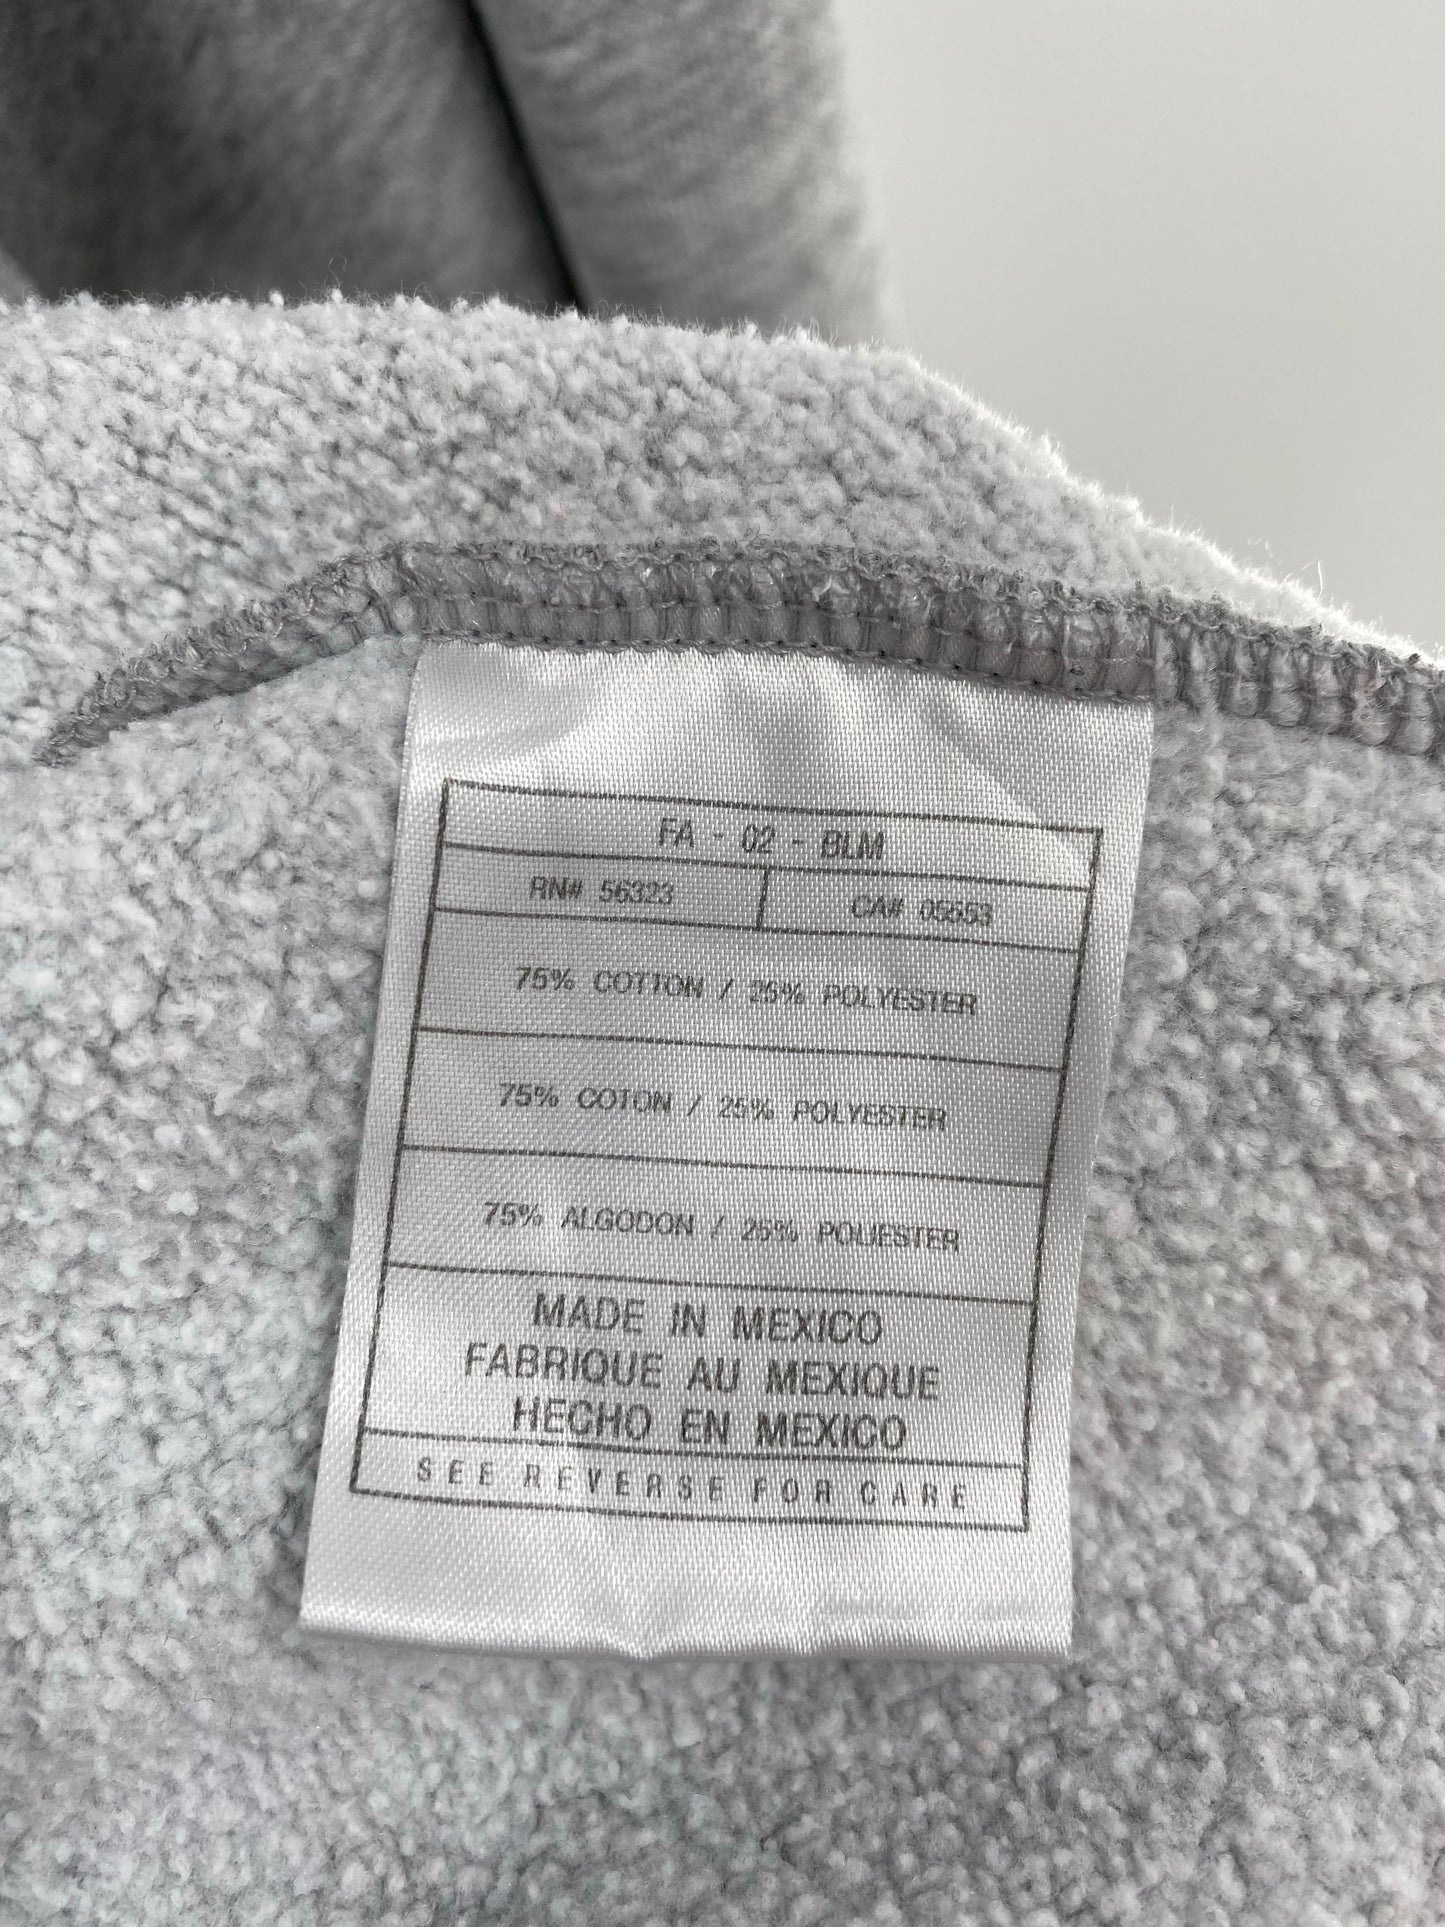 FA - 02 - BLM
RN# 56323 CA# 05553
75% COTTON / 25% POLYESTER
75% COTON / 25% POLYESTER
75% ALGODON / 25% POLIESTER
MADE IN MEXICO
FABRIQUE AU MEXIQUE
HECHO EN MEXICO
SEE REVERSE FOR CARE